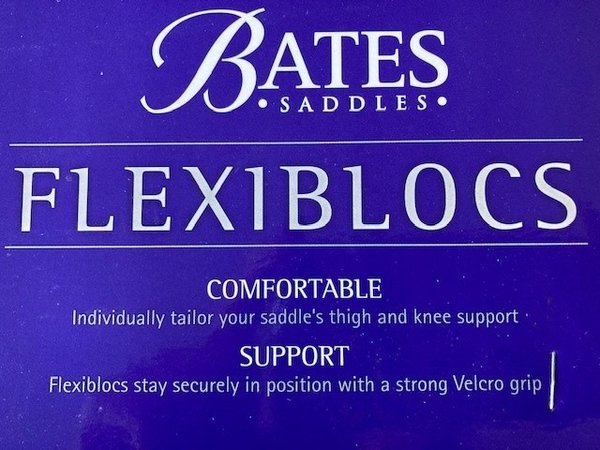 BATES
• SADDLES •
FLEXIBLOCS
COMFORTABLE
Individually tailor your saddle's thigh and knee support
SUPPORT
Flexiblocs stay securely in position with a strong Velcro grip